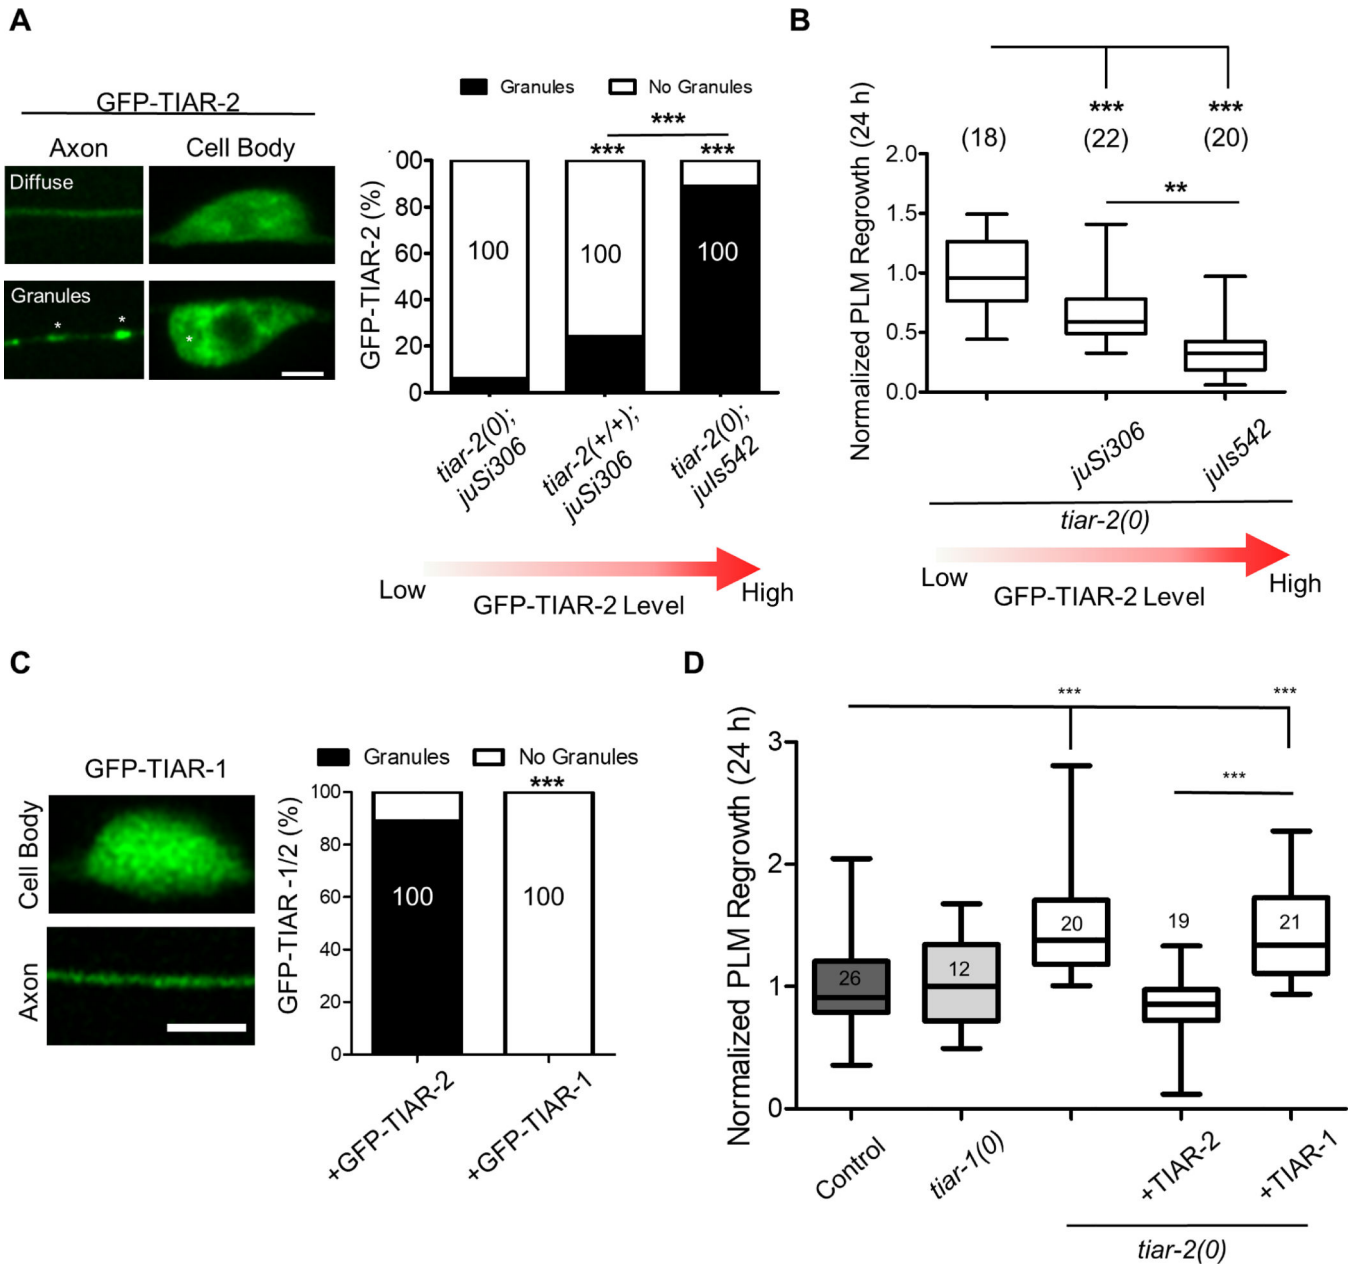 A
GFP-TIAR-2
Axon
Cell Body
Diffuse
Granules
*
*
*
Granules
No Granules
***
***
***
GFP-TIAR-2 (%)
00
80
60
40
20
0
100
100
100
tiar-2(0);
juSi306
tiar-2(+/+);
juSi306
tiar-2(0);
juIs542
Low
High
GFP-TIAR-2 Level
B
***
***
(18)
(22)
(20)
**
Normalized PLM Regrowth (24 h)
2.0
1.5
1.0
0.5
0.0
juSi306
juIs542
tiar-2(0)
Low
High
GFP-TIAR-2 Level
C
GFP-TIAR-1
Cell Body
Axon
Granules
No Granules
***
GFP-TIAR -1/2 (%)
100
80
60
40
20
0
100
100
+GFP-TIAR-2
+GFP-TIAR-1
D
***
***
***
Normalized PLM Regrowth (24 h)
3
2
1
0
26
12
20
19
21
Control
tiar-1(0)
+TIAR-2
+TIAR-1
tiar-2(0)